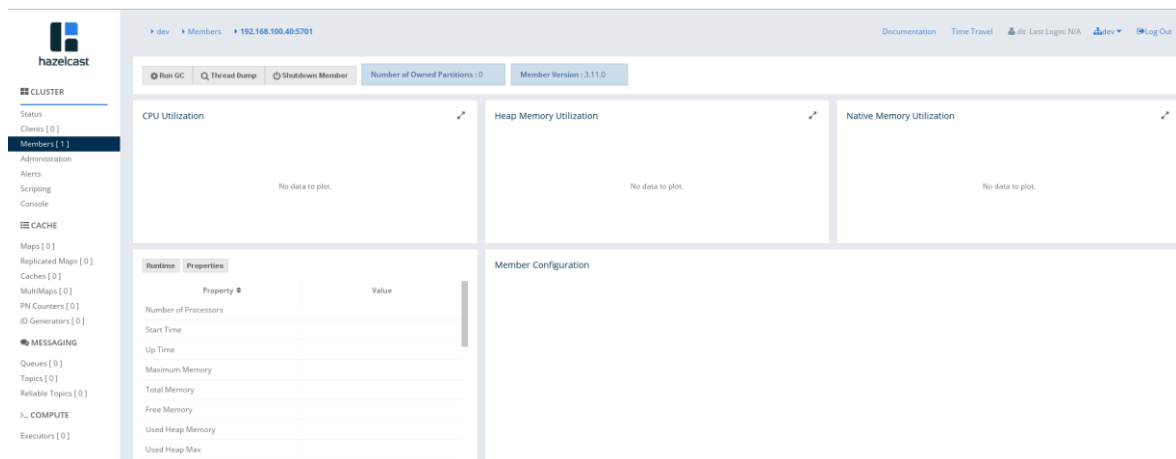 hazelcast
dev Members 192.168.100.40:5701
Documentation Time Travel dit Last Login: N/A dev Log Out
Run GC Thread Dump Shutdown Member Number of Owned Partitions : 0 Member Version : 3.11.0
CLUSTER
Status
Clients [ 0 ]
Members [ 1 ]
Administration
Alerts
Scripting
Console
CACHE
Maps [ 0 ]
Replicated Maps [ 0 ]
Caches [ 0 ]
MultiMaps [ 0 ]
PN Counters [ 0 ]
ID Generators [ 0 ]
MESSAGING
Queues [ 0 ]
Topics [ 0 ]
Reliable Topics [ 0 ]
>_ COMPUTE
Executors [ 0 ]
CPU Utilization
No data to plot.
Heap Memory Utilization
No data to plot.
Native Memory Utilization
No data to plot.
Runtime Properties
Property Value
Number of Processors
Start Time
Up Time
Maximum Memory
Total Memory
Free Memory
Used Heap Memory
Used Heap Max
Member Configuration